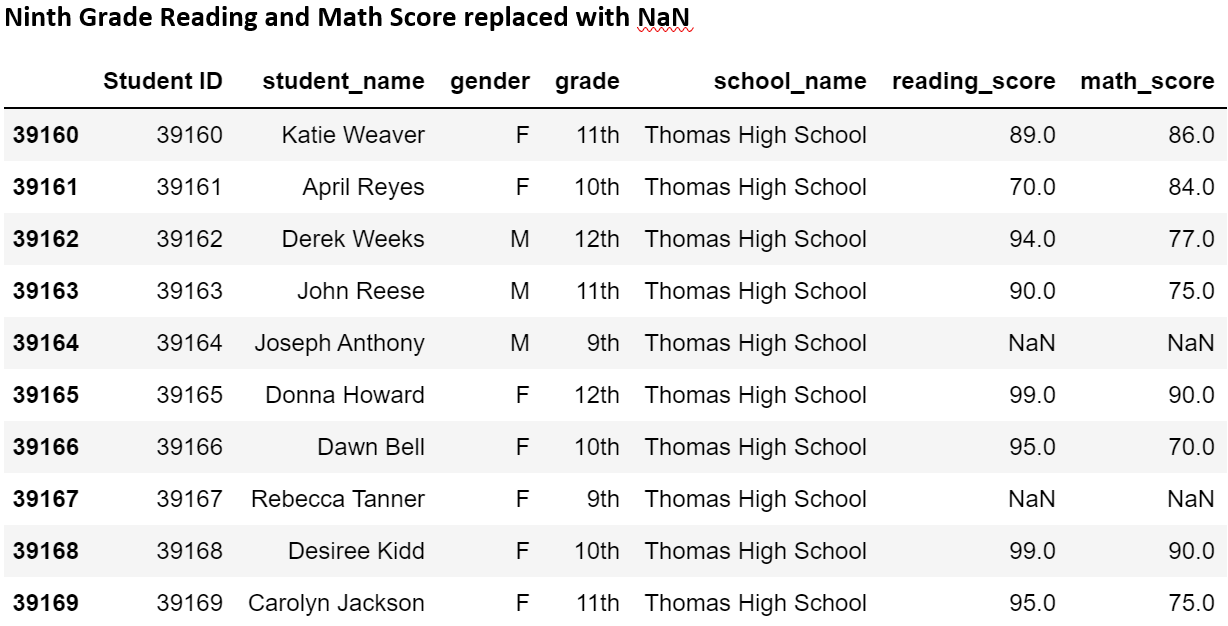 Ninth Grade Reading and Math Score replaced with NaN
Student ID student_name gender grade school_name reading_score math_score
39160 39160 Katie Weaver F 11th Thomas High School 89.0 86.0
39161 39161 April Reyes F 10th Thomas High School 70.0 84.0
39162 39162 Derek Weeks M 12th Thomas High School 94.0 77.0
39163 39163 John Reese M 11th Thomas High School 90.0 75.0
39164 39164 Joseph Anthony M 9th Thomas High School NaN NaN
39165 39165 Donna Howard F 12th Thomas High School 99.0 90.0
39166 39166 Dawn Bell F 10th Thomas High School 95.0 70.0
39167 39167 Rebecca Tanner F 9th Thomas High School NaN NaN
39168 39168 Desiree Kidd F 10th Thomas High School 99.0 90.0
39169 39169 Carolyn Jackson F 11th Thomas High School 95.0 75.0